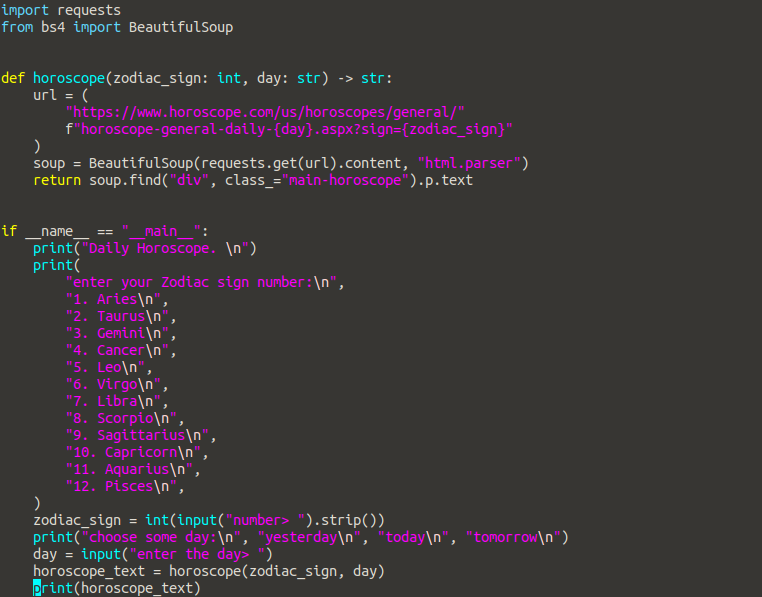 import requests
from bs4 import BeautifulSoup
def horoscope(zodiac_sign: int, day: str) -> str:
    url = (
        "https://www.horoscope.com/us/horoscopes/general/"
        f"horoscope-general-daily-{day}.aspx?sign={zodiac_sign}"
    )
    soup = BeautifulSoup(requests.get(url).content, "html.parser")
    return soup.find("div", class_="main-horoscope").p.text
if __name__ == "__main__":
    print("Daily Horoscope. \n")
    print(
        "enter your Zodiac sign number:\n",
        "1. Aries\n",
        "2. Taurus\n",
        "3. Gemini\n",
        "4. Cancer\n",
        "5. Leo\n",
        "6. Virgo\n",
        "7. Libra\n",
        "8. Scorpio\n",
        "9. Sagittarius\n",
        "10. Capricorn\n",
        "11. Aquarius\n",
        "12. Pisces\n",
    )
    zodiac_sign = int(input("number> ").strip())
    print("choose some day:\n", "yesterday\n", "today\n", "tomorrow\n")
    day = input("enter the day> ")
    horoscope_text = horoscope(zodiac_sign, day)
    print(horoscope_text)